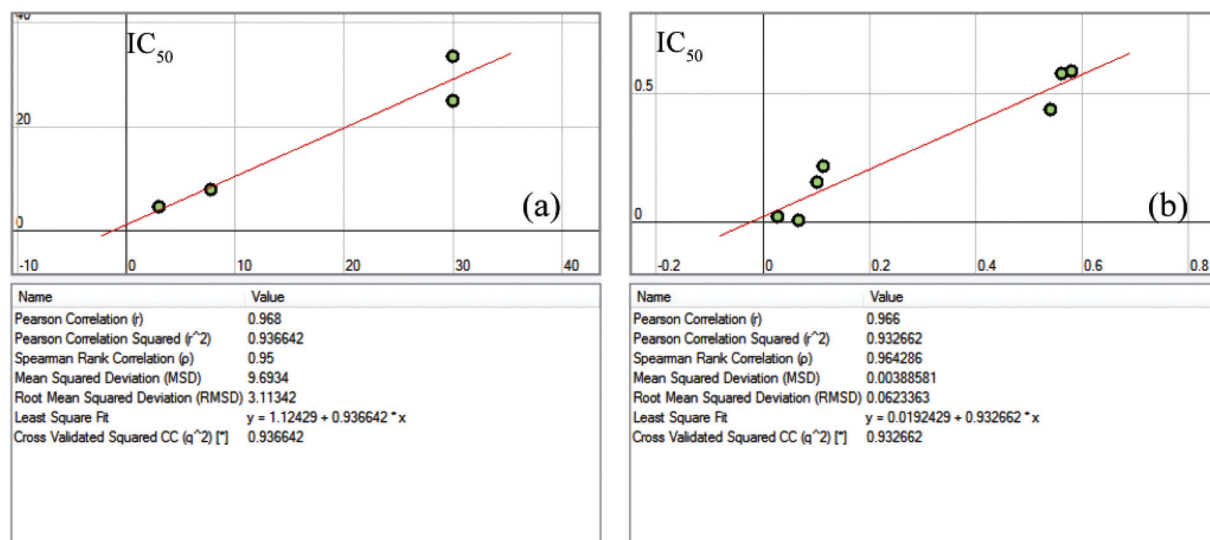 40
IC50
20
(a)
0
-10 0 10 20 30 40
Name Value
Pearson Correlation (r) 0.968
Pearson Correlation Squared (r^2) 0.936642
Spearman Rank Correlation (ρ) 0.95
Mean Squared Deviation (MSD) 9.6934
Root Mean Squared Deviation (RMSD) 3.11342
Least Square Fit y = 1.12429 + 0.936642 * x
Cross Validated Squared CC (q^2) [*] 0.936642
IC50
0.5
(b)
0
-0.2 0 0.2 0.4 0.6 0.8
Name Value
Pearson Correlation (r) 0.966
Pearson Correlation Squared (r^2) 0.932662
Spearman Rank Correlation (ρ) 0.964286
Mean Squared Deviation (MSD) 0.00388581
Root Mean Squared Deviation (RMSD) 0.0623363
Least Square Fit y = 0.0192429 + 0.932662 * x
Cross Validated Squared CC (q^2) [*] 0.932662